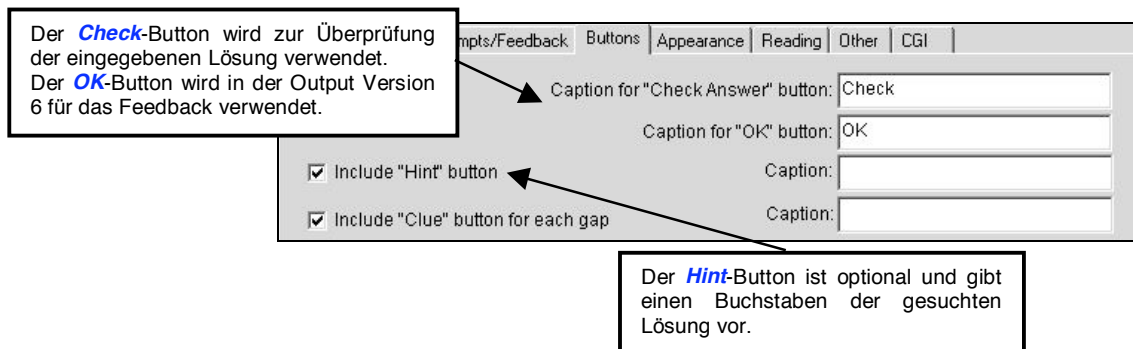 Der Check-Button wird zur Überprüfung
der eingegebenen Lösung verwendet.
Der OK-Button wird in der Output Version
6 für das Feedback verwendet.
mpts/Feedback Buttons Appearance Reading Other CGI
Caption for "Check Answer" button: Check
Caption for "OK" button: OK
Include "Hint" button Caption:
Include "Clue" button for each gap Caption:
Der Hint-Button ist optional und gibt
einen Buchstaben der gesuchten
Lösung vor.